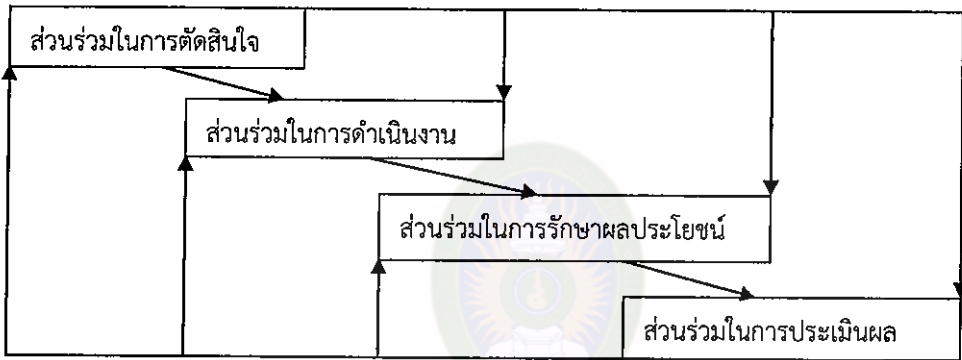 ส่วนร่วมในการตัดสินใจ
ส่วนร่วมในการดำเนินงาน
ส่วนร่วมในการรักษาผลประโยชน์
ส่วนร่วมในการประเมินผล